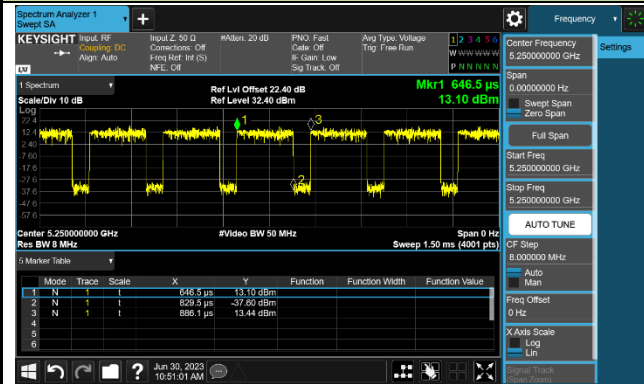 Spectrum Analyzer 1
Swept SA
+
Frequency
KEYSIGHT
Input: RF
Coupling: DC
Align: Auto
Input Z: 50 Ω
Corrections: Off
Freq Ref: Int (S)
NFE: Off
#Atten: 20 dB
PNO: Fast
Gate: Off
IF Gain: Low
Sig Track: Off
Avg Type: Voltage
Trig: Free Run
1 2 3 4 5 6
W W W W W W
P N N N N N
LXI
1 Spectrum
Scale/Div 10 dB
Ref Lvl Offset 22.40 dB
Ref Level 32.40 dBm
Mkr1 646.5 µs
13.10 dBm
Log
22.4
12.4
2.40
-7.60
-17.6
-27.6
-37.6
-47.6
-57.6
1
3
2
Center 5.250000000 GHz
Res BW 8 MHz
#Video BW 50 MHz
Span 0 Hz
Sweep 1.50 ms (4001 pts)
5 Marker Table
Mode Trace Scale X Y Function Function Width Function Value
1 N 1 t 646.5 µs 13.10 dBm
2 N 1 t 829.5 µs -37.60 dBm
3 N 1 t 886.1 µs 13.44 dBm
4
5
6
Jun 30, 2023
10:51:01 AM
Center Frequency
5.250000000 GHz
Span
0.00000000 Hz
Swept Span
Zero Span
Full Span
Start Freq
5.250000000 GHz
Stop Freq
5.250000000 GHz
AUTO TUNE
CF Step
8.000000 MHz
Auto
Man
Freq Offset
0 Hz
X Axis Scale
Log
Lin
Signal Track
(Span Zoom)
Settings